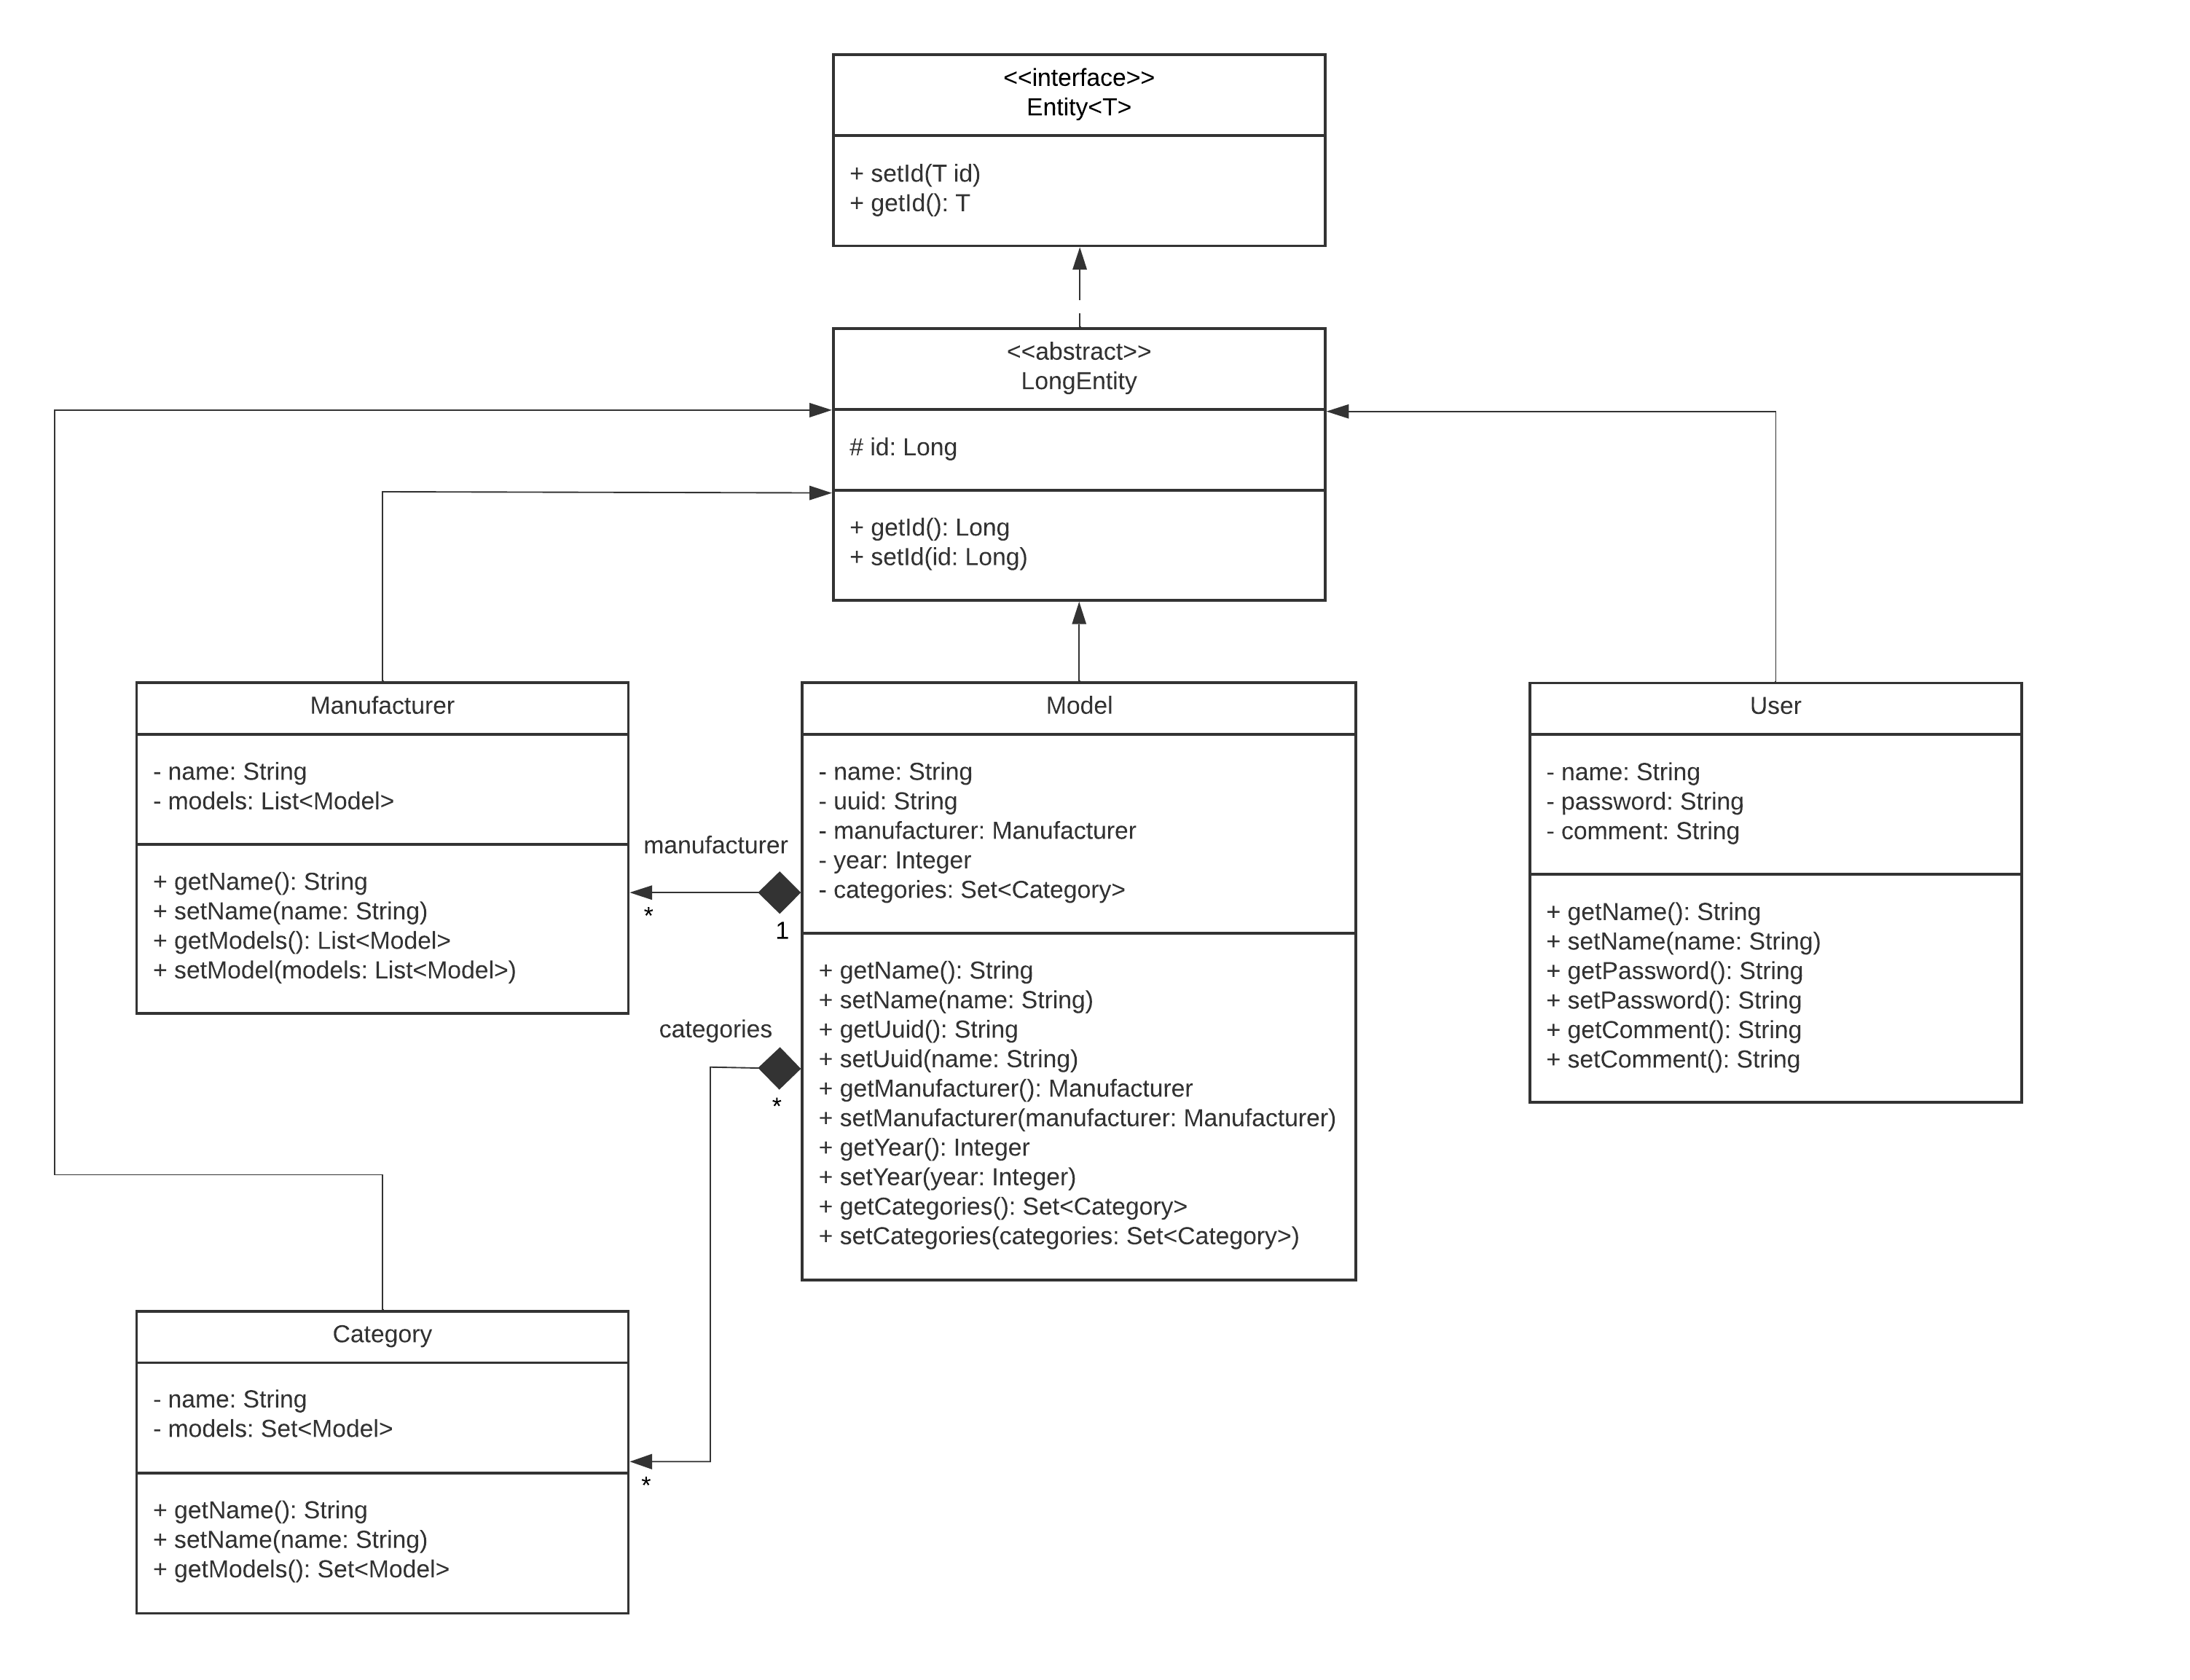 <<interface>>
Entity<T>
+ setId(T id)
+ getId(): T
<<abstract>>
LongEntity
# id: Long
+ getId(): Long
+ setId(id: Long)
Manufacturer
- name: String
- models: List<Model>
+ getName(): String
+ setName(name: String)
+ getModels(): List<Model>
+ setModel(models: List<Model>)
manufacturer
*
1
categories
*
*
Model
- name: String
- uuid: String
- manufacturer: Manufacturer
- year: Integer
- categories: Set<Category>
+ getName(): String
+ setName(name: String)
+ getUuid(): String
+ setUuid(name: String)
+ getManufacturer(): Manufacturer
+ setManufacturer(manufacturer: Manufacturer)
+ getYear(): Integer
+ setYear(year: Integer)
+ getCategories(): Set<Category>
+ setCategories(categories: Set<Category>)
User
- name: String
- password: String
- comment: String
+ getName(): String
+ setName(name: String)
+ getPassword(): String
+ setPassword(): String
+ getComment(): String
+ setComment(): String
Category
- name: String
- models: Set<Model>
+ getName(): String
+ setName(name: String)
+ getModels(): Set<Model>